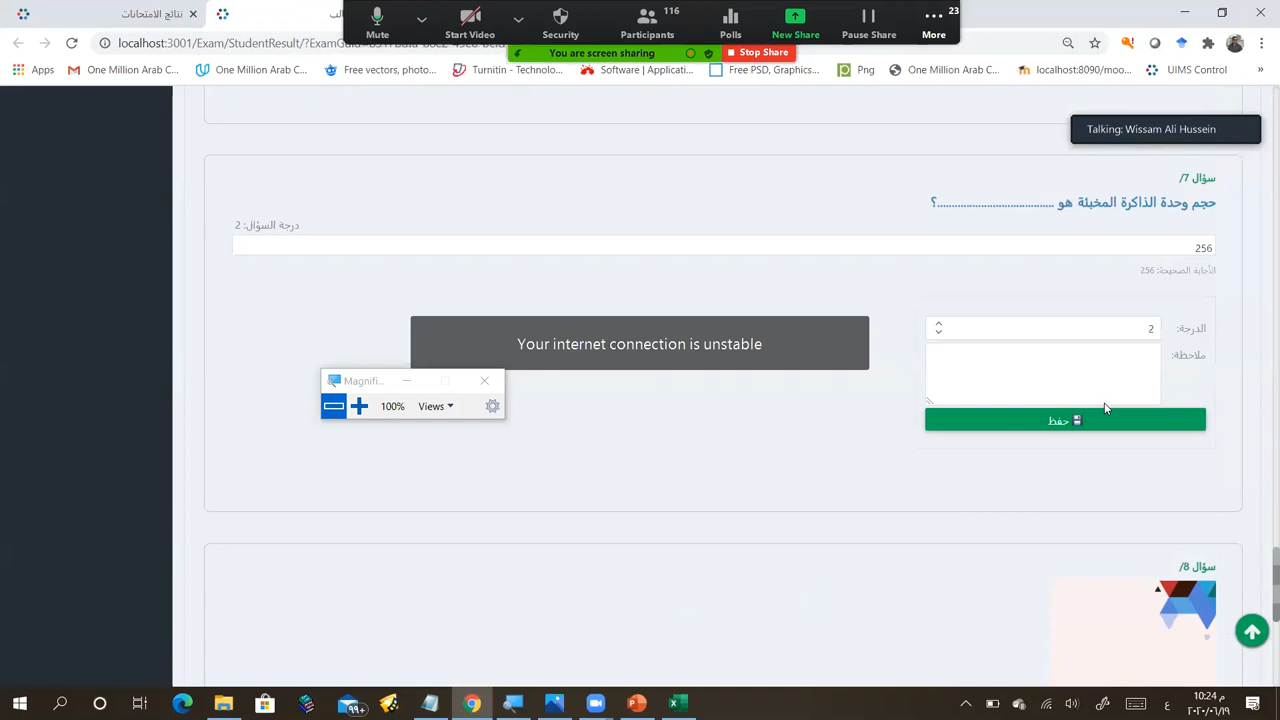 نتائج الامتحانات
Mute
Start Video
Security
116
Participants
Polls
New Share
Pause Share
23
More
You are screen sharing
Stop Share
Apps
One Million Arab C...
One Million Arab C...
Free vectors, photo...
Turnitin - Technolo...
Software | Applicati...
Free PSD, Graphics...
Png
One Million Arab C...
localhost:8090/moo...
UIMS Control
Talking: Wissam Ali Hussein
سؤال 7/
حجم وحدة الذاكرة المخبئة هو ......................................؟
درجة السؤال: 2
256
الأجابة الصحيحة: 256
الدرجة:
2
ملاحظة:
حفظ
Your internet connection is unstable
Magnifi...
100%
Views
سؤال 8/
٩٩+
ع
10:24 م
٢٠٢٠/٠٦/١٩